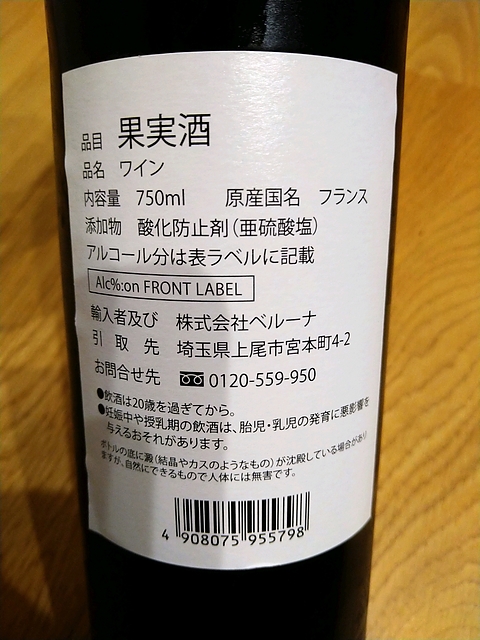 品目 果実酒
品名 ワイン
内容量 750ml 原産国名 フランス
添加物 酸化防止剤(亜硫酸塩)
アルコール分は表ラベルに記載
Alc%:on FRONT LABEL
輸入者及び 株式会社ベルーナ
引取先 埼玉県上尾市宮本町4-2
お問合せ先 0120-559-950
●飲酒は20歳を過ぎてから。
●妊娠中や授乳期の飲酒は、胎児・乳児の発育に悪影響を
与えるおそれがあります。
ボトルの底に澱(結晶やカスのようなもの)が沈殿している場合があり
ますが、自然にできるもので人体には無害です。
4 908075 955798